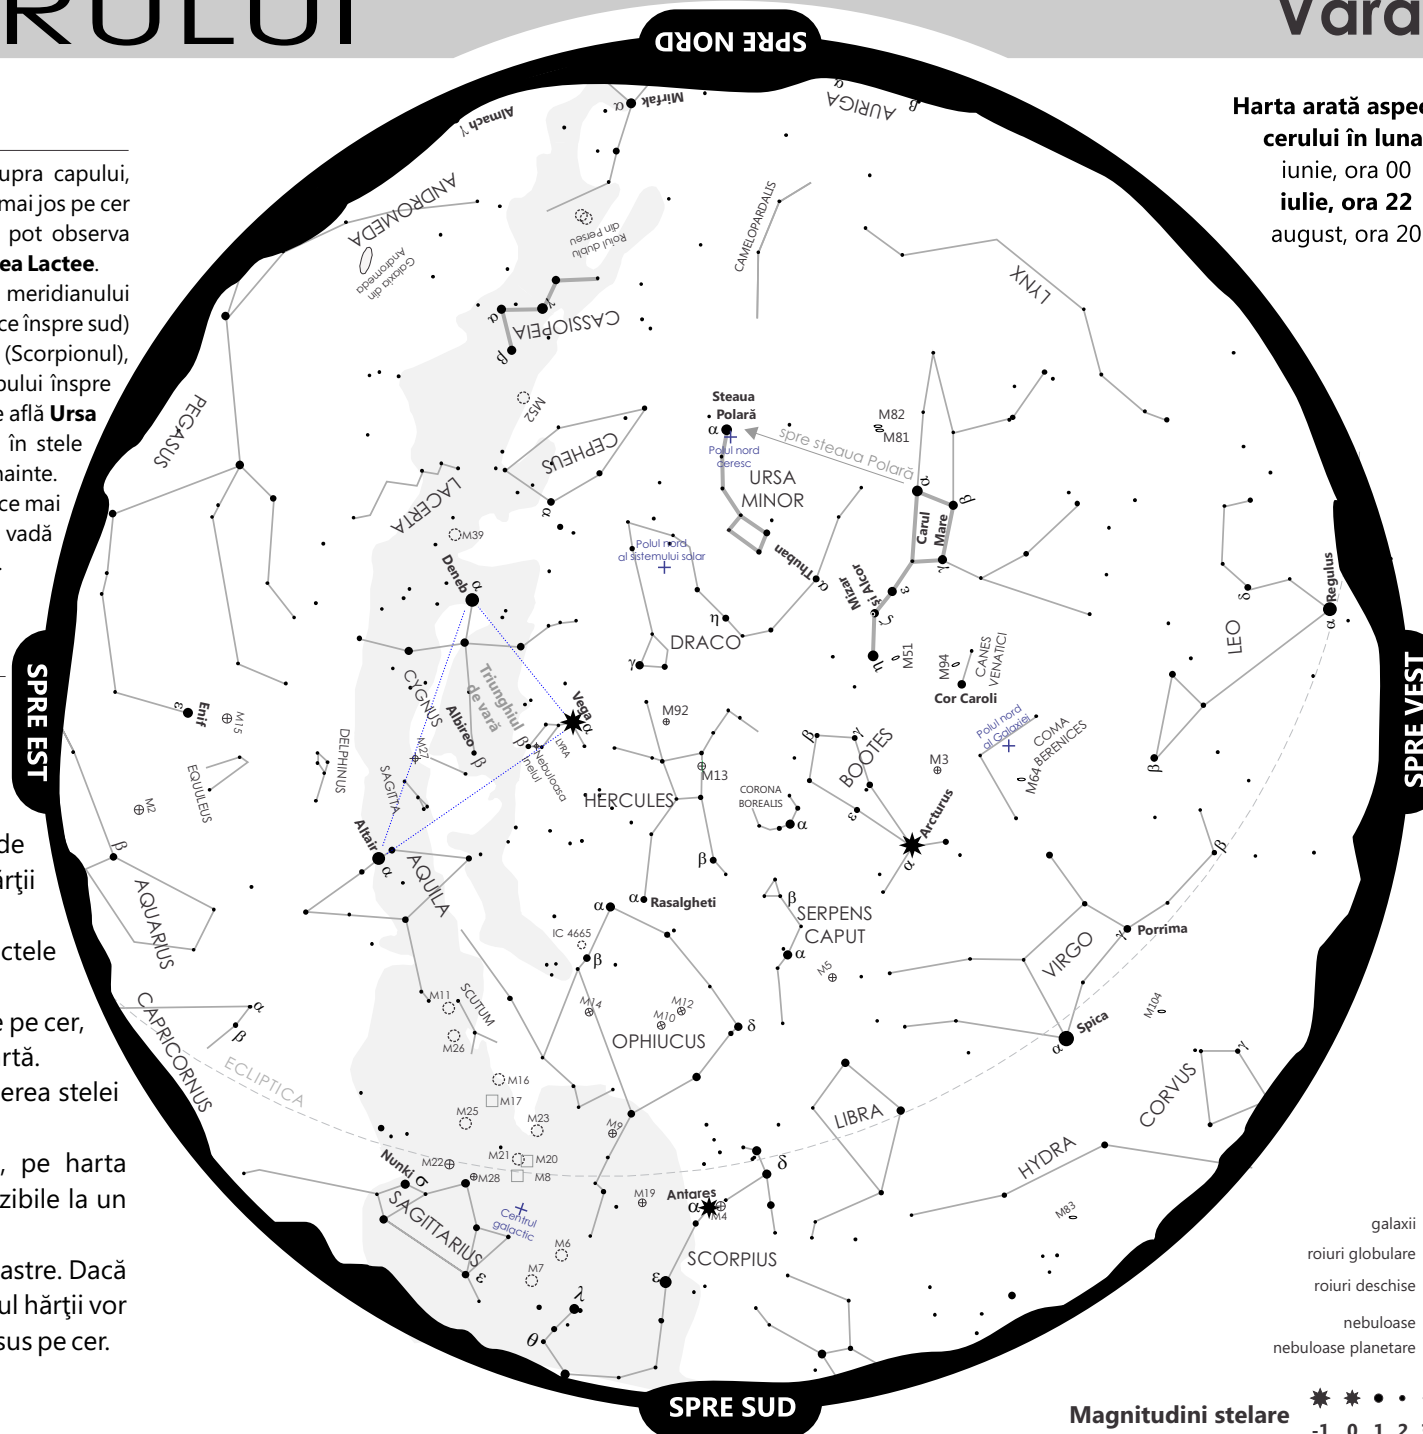 RULUI
Vara
SPRE NORD
Harta arată aspec
cerului în luna
iunie, ora 00
iulie, ora 22
august, ora 20
upra capului,
mai jos pe cer
pot observa
ea Lactee.
meridianului
ce înspre sud)
(Scorpionul),
pului înspre
e află Ursa
în stele
nainte.
ce mai
vadă
SPRE EST
de
ărţii
ctele
e pe cer,
artă.
erea stelei
, pe harta
zibile la un
astre. Dacă
ul hărţii vor
sus pe cer.
Almach γ
α Mirfak
α
β
AURIGA
ANDROMEDA
Galaxia din
Andromeda
Roiul dublu
din Perseu
CAMELOPARDALIS
LYNX
α
γ
CASSIOPEIA
β
M52
PEGASUS
CEPHEUS
α
LACERTA
M39
Steaua
Polară
α
Polul nord
ceresc
spre steaua Polară
M82
M81
URSA
MINOR
α
β
Carul
Mare
γ
ε
Mizar
şi Alcor
ζ
η
M51
M94
CANES
VENATICI
Cor Caroli
Polul nord
al sistemului solar
Thuban
α
η
DRACO
γ
Deneb
α
CYGNUS
Triunghiul
de vară
Albireo
β
M27
Vega
α
β
LYRA
Nebuloasa
inelul
M92
M13
HERCULES
β
α Rasalgheti
CORONA
BOREALIS
α
β
γ
BOOTES
ε
Arcturus
α
M3
Polul nord
al Galaxiei
COMA
BERENICES
M64
LEO
δ
Regulus
α
β
SPRE VEST
ε
Enif
M15
EQUULEUS
M2
DELPHINUS
SAGITTA
Altair
α
AQUILA
β
AQUARIUS
CAPRICORNUS
α
β
ECLIPTICA
α
IC 4665
β
M14
M12
M10
δ
OPHIUCUS
β
SERPENS
CAPUT
α
M5
β
γ
Porrima
VIRGO
Spica
α
M104
CORVUS
γ
M11
SCUTUM
M26
M16
M17
M25
M23
M9
M22
M21
M20
M28
M8
Nunki σ
SAGITTARIUS
Centrul
galactic
ε
M6
M7
λ
θ
M19
Antares
α
M4
δ
SCORPIUS
ε
LIBRA
HYDRA
M83
SPRE SUD
galaxii
roiuri globulare
roiuri deschise
nebuloase
nebuloase planetare
Magnitudini stelare
-1 0 1 2